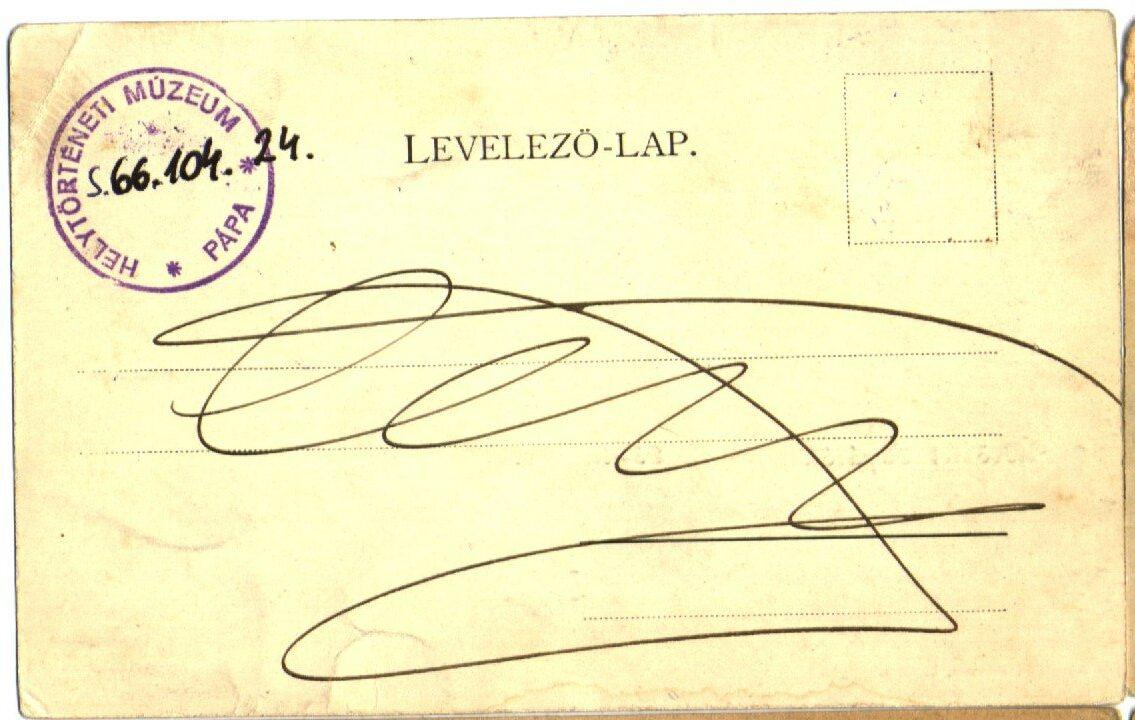 HELYTÖRTÉNETI MÚZEUM * PÁPA *
S.66.104. 24.
LEVELEZŐ-LAP.